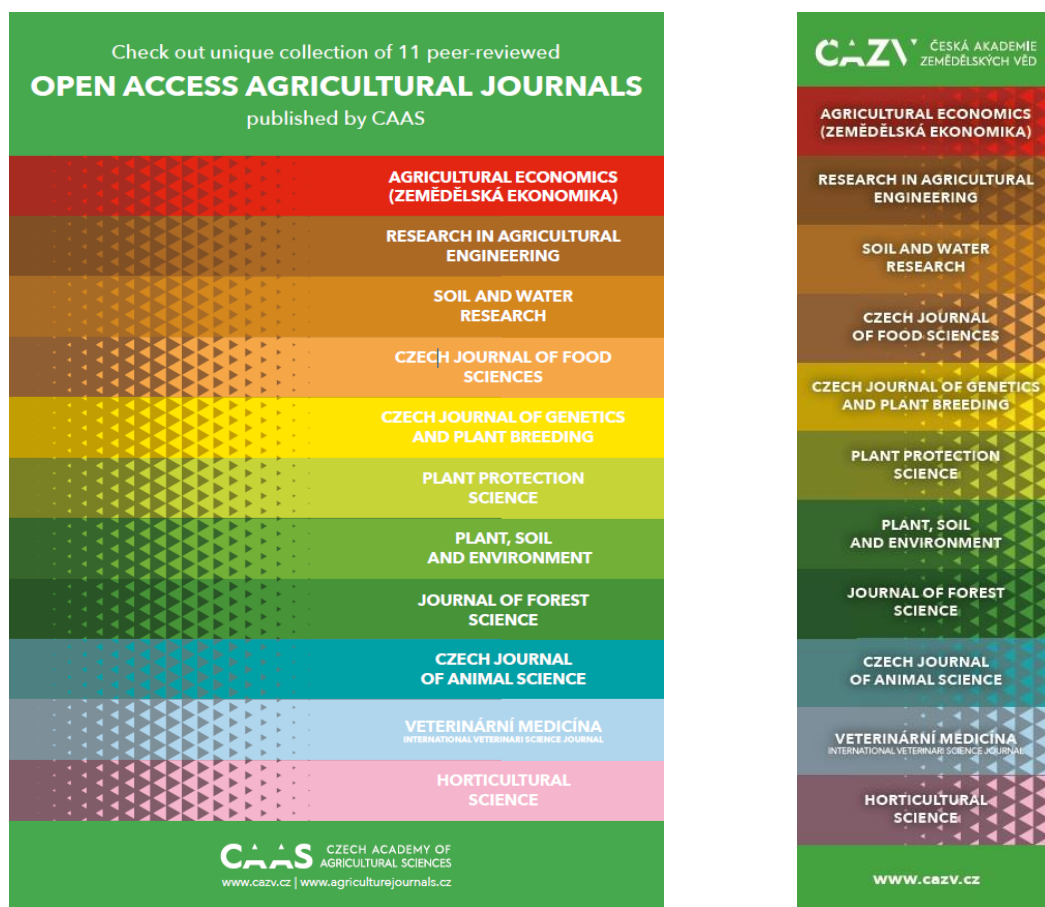 Check out unique collection of 11 peer-reviewed
OPEN ACCESS AGRICULTURAL JOURNALS
published by CAAS
AGRICULTURAL ECONOMICS
(ZEMĚDĚLSKÁ EKONOMIKA)
RESEARCH IN AGRICULTURAL
ENGINEERING
SOIL AND WATER
RESEARCH
CZECH JOURNAL OF FOOD
SCIENCES
CZECH JOURNAL OF GENETICS
AND PLANT BREEDING
PLANT PROTECTION
SCIENCE
PLANT, SOIL
AND ENVIRONMENT
JOURNAL OF FOREST
SCIENCE
CZECH JOURNAL
OF ANIMAL SCIENCE
VETERINÁRNÍ MEDICÍNA
INTERNATIONAL VETERINARI SCIENCE JOURNAL
HORTICULTURAL
SCIENCE
CAAS CZECH ACADEMY OF
AGRICULTURAL SCIENCES
www.cazv.cz | www.agriculturejournals.cz
CAZV ČESKÁ AKADEMIE
ZEMĚDĚLSKÝCH VĚD
AGRICULTURAL ECONOMICS
(ZEMĚDĚLSKÁ EKONOMIKA)
RESEARCH IN AGRICULTURAL
ENGINEERING
SOIL AND WATER
RESEARCH
CZECH JOURNAL
OF FOOD SCIENCES
CZECH JOURNAL OF GENETICS
AND PLANT BREEDING
PLANT PROTECTION
SCIENCE
PLANT, SOIL
AND ENVIRONMENT
JOURNAL OF FOREST
SCIENCE
CZECH JOURNAL
OF ANIMAL SCIENCE
VETERINÁRNÍ MEDICÍNA
INTERNATIONAL VETERINARI SCIENCE JOURNAL
HORTICULTURAL
SCIENCE
www.cazv.cz